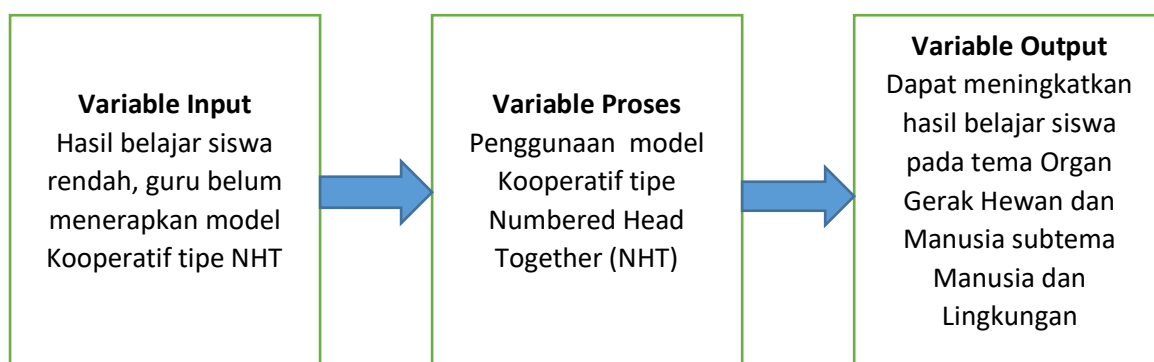 Variable Input
Hasil belajar siswa
rendah, guru belum
menerapkan model
Kooperatif tipe NHT
Variable Proses
Penggunaan model
Kooperatif tipe
Numbered Head
Together (NHT)
Variable Output
Dapat meningkatkan
hasil belajar siswa
pada tema Organ
Gerak Hewan dan
Manusia subtema
Manusia dan
Lingkungan